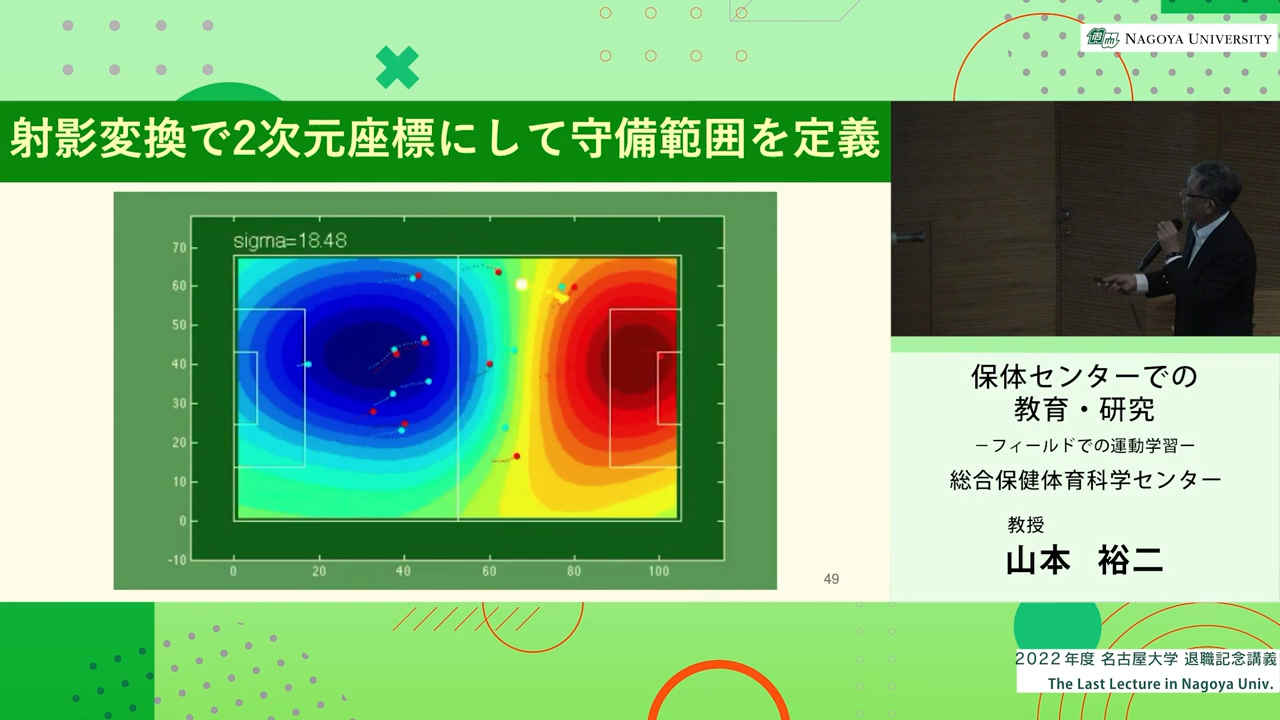 NAGOYA UNIVERSITY
射影変換で2次元座標にして守備範囲を定義
sigma=18.48
70
60
50
40
30
20
10
0
-10
0
20
40
60
80
100
49
保体センターでの
教育・研究
−フィールドでの運動学習−
総合保健体育科学センター
教授
山本 裕二
2022年度 名古屋大学 退職記念講義
The Last Lecture in Nagoya Univ.